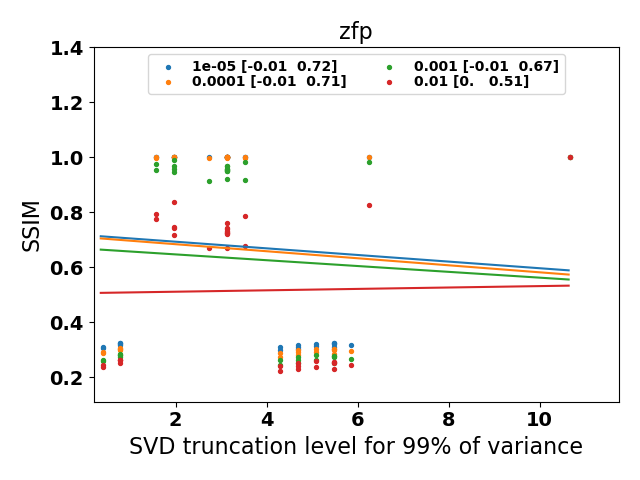 zfp
1e-05 [-0.01  0.72]
0.0001 [-0.01  0.71]
0.001 [-0.01  0.67]
0.01 [0.   0.51]
1.4
1.2
1.0
0.8
0.6
0.4
0.2
SSIM
2 4 6 8 10
SVD truncation level for 99% of variance